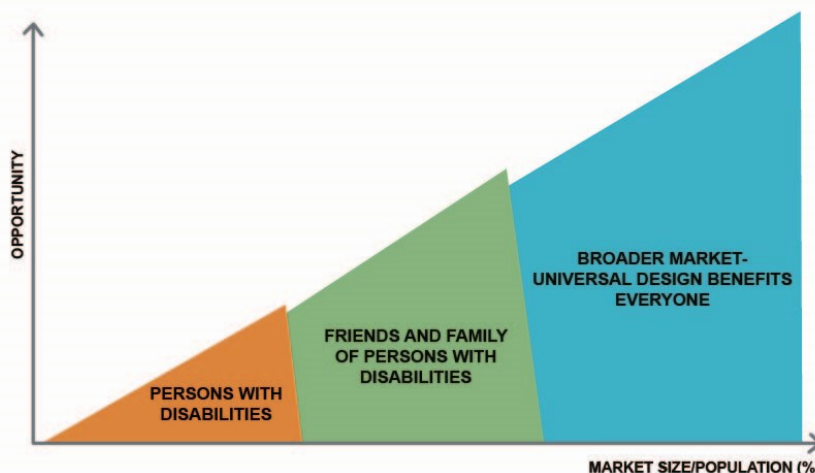 OPPORTUNITY
PERSONS WITH
DISABILITIES
FRIENDS AND FAMILY
OF PERSONS WITH
DISABILITIES
BROADER MARKET-
UNIVERSAL DESIGN BENEFITS
EVERYONE
MARKET SIZE/POPULATION (%